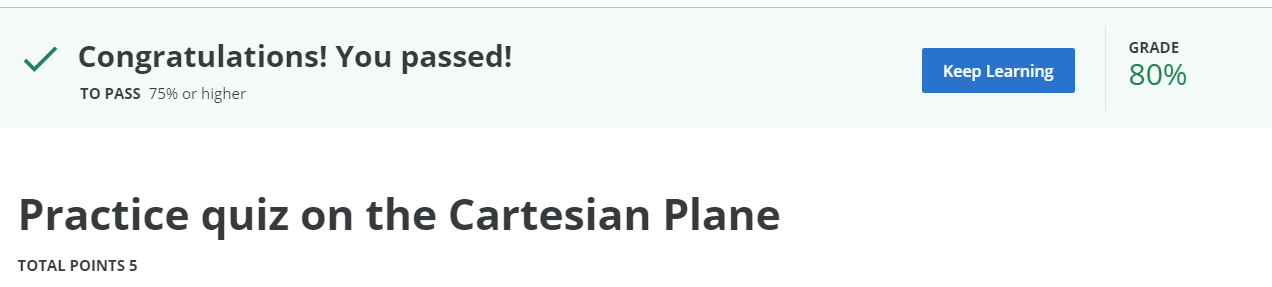 Congratulations! You passed!
TO PASS 75% or higher
Keep Learning
GRADE
80%
Practice quiz on the Cartesian Plane
TOTAL POINTS 5